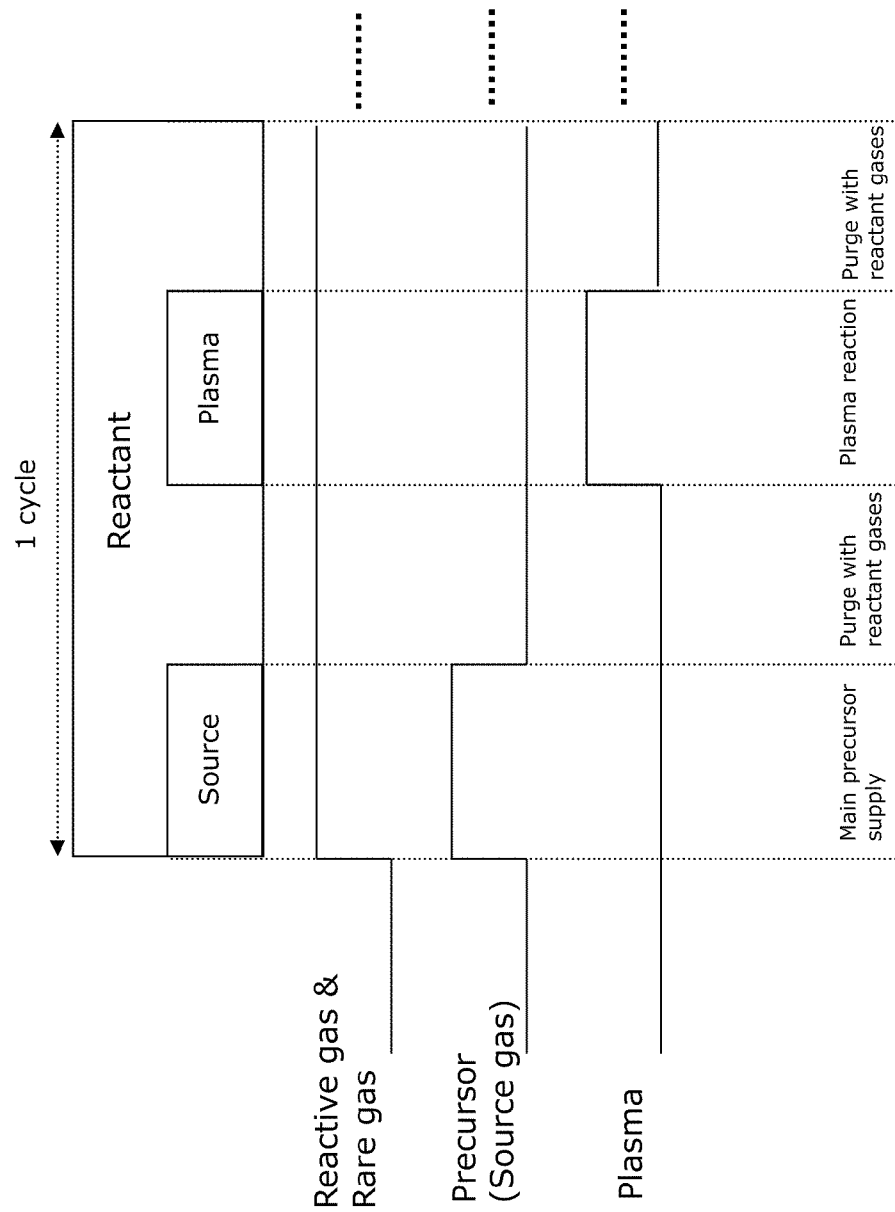 1 cycle
Reactant
Source
Plasma
Reactive gas &
Rare gas
Precursor
(Source gas)
Plasma
Main precursor
supply
Purge with
reactant gases
Plasma reaction
Purge with
reactant gases